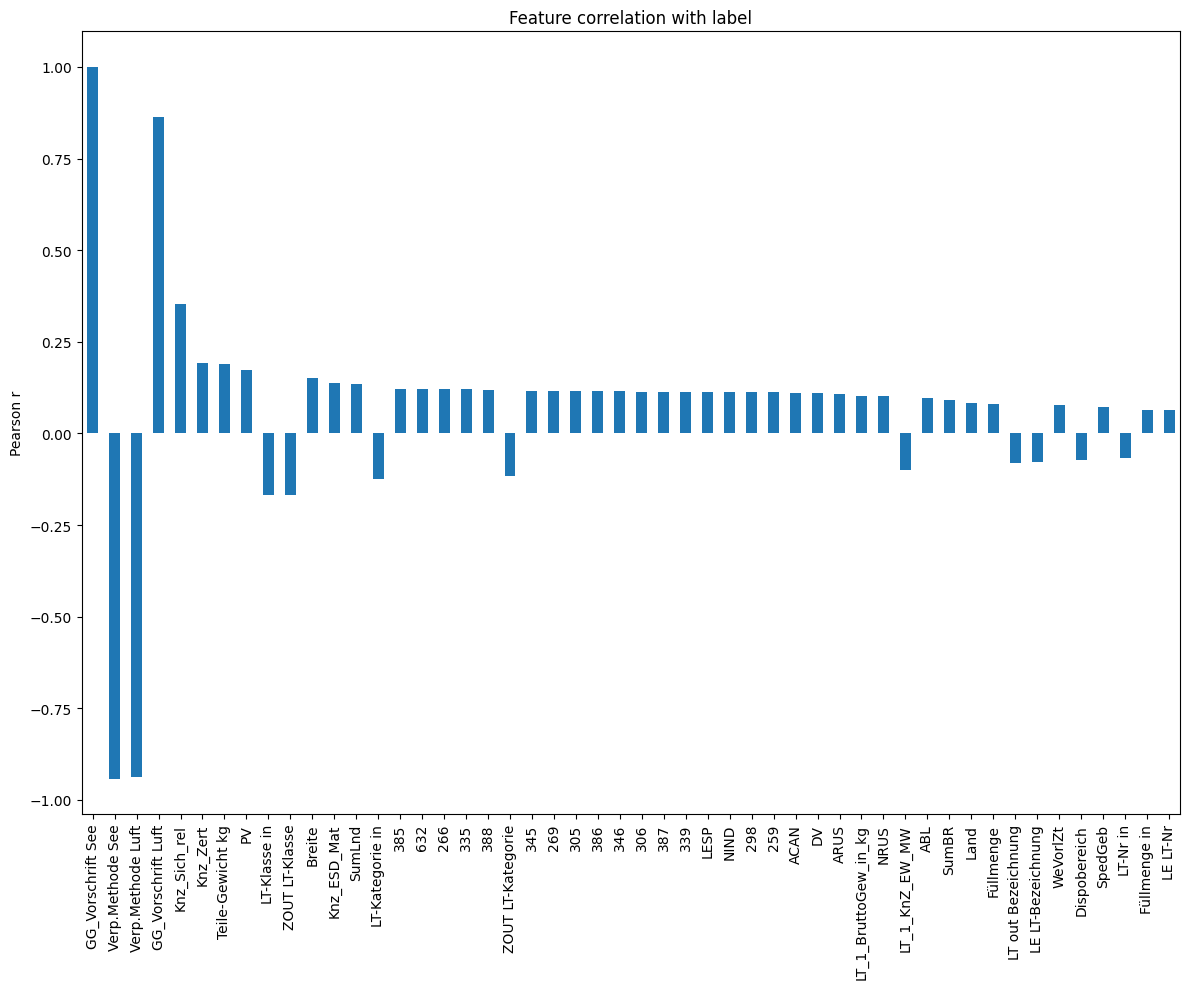 Feature correlation with label
Pearson r
1.00
0.75
0.50
0.25
0.00
−0.25
−0.50
−0.75
−1.00
GG_Vorschrift See
Verp.Methode See
Verp.Methode Luft
GG_Vorschrift Luft
Knz_Sich_rel
Knz_Zert
Teile-Gewicht kg
PV
LT-Klasse in
ZOUT LT-Klasse
Breite
Knz_ESD_Mat
SumLnd
LT-Kategorie in
385
632
266
335
388
ZOUT LT-Kategorie
345
269
305
386
346
306
387
339
LESP
NIND
298
259
ACAN
DV
ARUS
LT_1_BruttoGew_in_kg
NRUS
LT_1_KnZ_EW_MW
ABL
SumBR
Land
Füllmenge
LT out Bezeichnung
LE LT-Bezeichnung
WeVorlZt
Dispobereich
SpedGeb
LT-Nr in
Füllmenge in
LE LT-Nr